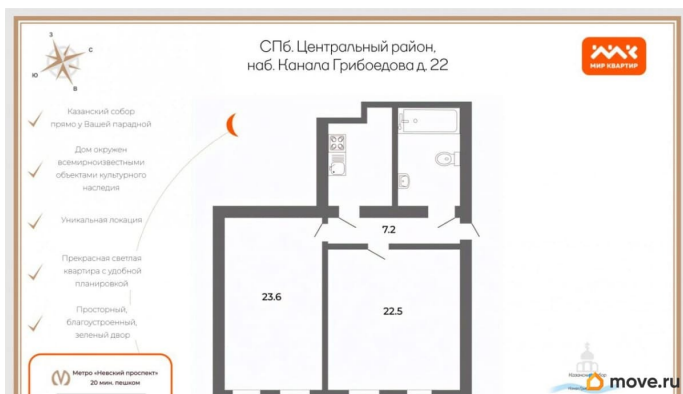 З
С
Ю
В
СПб. Центральный район,
наб. Канала Грибоедова д. 22
МИР КВАРТИР
Казанский собор
прямо у Вашей парадной
Дом окружен
всемирноизвестными
объектами культурного
наследия
Уникальная локация
Прекрасная светлая
квартира с удобной
планировкой
Просторный,
благоустроенный,
зеленый двор
Метро «Невский проспект»
20 мин. пешком
7.2
23.6
22.5
move.ru